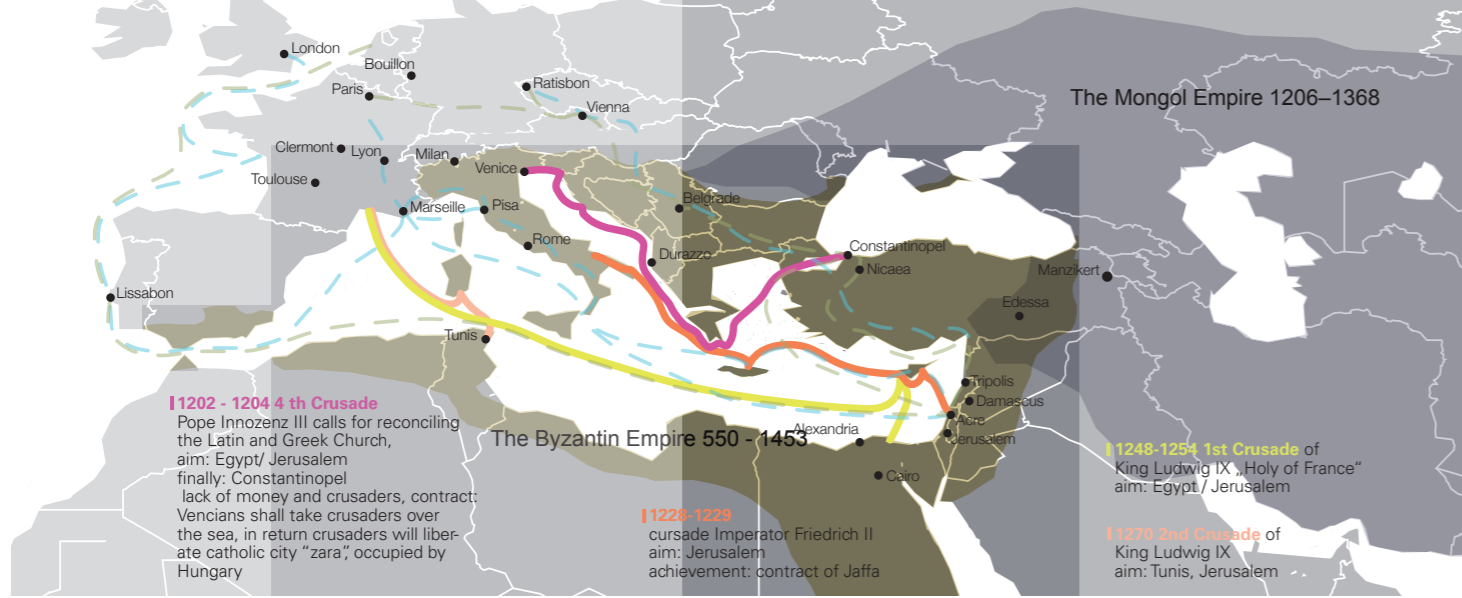 London
Bouillon
Paris
Ratisbon
Vienna
The Mongol Empire 1206–1368
Clermont
Lyon
Milan
Venice
Toulouse
Marseille
Pisa
Belgrade
Rome
Durazzo
Constantinopel
Nicaea
Manzikert
Lissabon
Edessa
Tunis
Tripolis
Damascus
Acre
Jerusalem
Alexandria
Cairo
The Byzantin Empire 550 - 1453
1202 - 1204 4 th Crusade
Pope Innozenz III calls for reconciling
the Latin and Greek Church,
aim: Egypt/ Jerusalem
finally: Constantinopel
lack of money and crusaders, contract:
Vencians shall take crusaders over
the sea, in return crusaders will liber-
ate catholic city “zara”, occupied by
Hungary
1228-1229
cursade Imperator Friedrich II
aim: Jerusalem
achievement: contract of Jaffa
1248-1254 1st Crusade of
King Ludwig IX „Holy of France“
aim: Egypt / Jerusalem
1270 2nd Crusade of
King Ludwig IX
aim: Tunis, Jerusalem